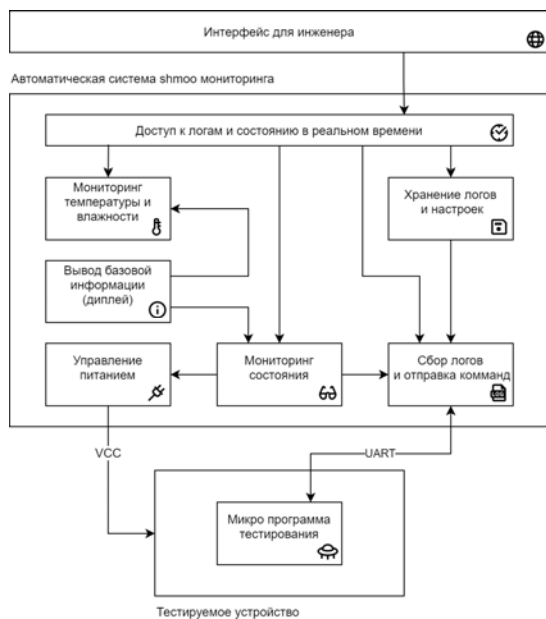 Интерфейс для инженера
Автоматическая система shmoo мониторинга
Доступ к логам и состоянию в реальном времени
Мониторинг
температуры и
влажности
Хранение логов
и настроек
Вывод базовой
информации
(диплей)
Управление
питанием
Мониторинг
состояния
Сбор логов
и отправка комманд
LOG
VCC
UART
Микро программа
тестирования
Тестируемое устройство